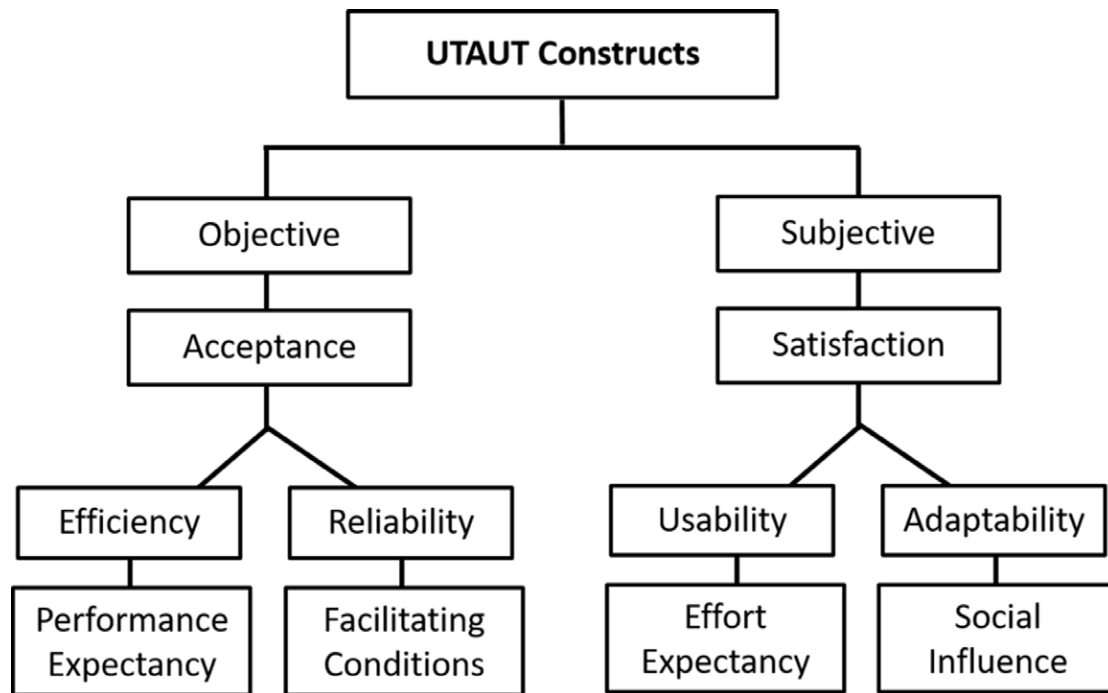 UTAUT Constructs
Objective
Subjective
Acceptance
Satisfaction
Efficiency
Reliability
Usability
Adaptability
Performance
Expectancy
Facilitating
Conditions
Effort
Expectancy
Social
Influence